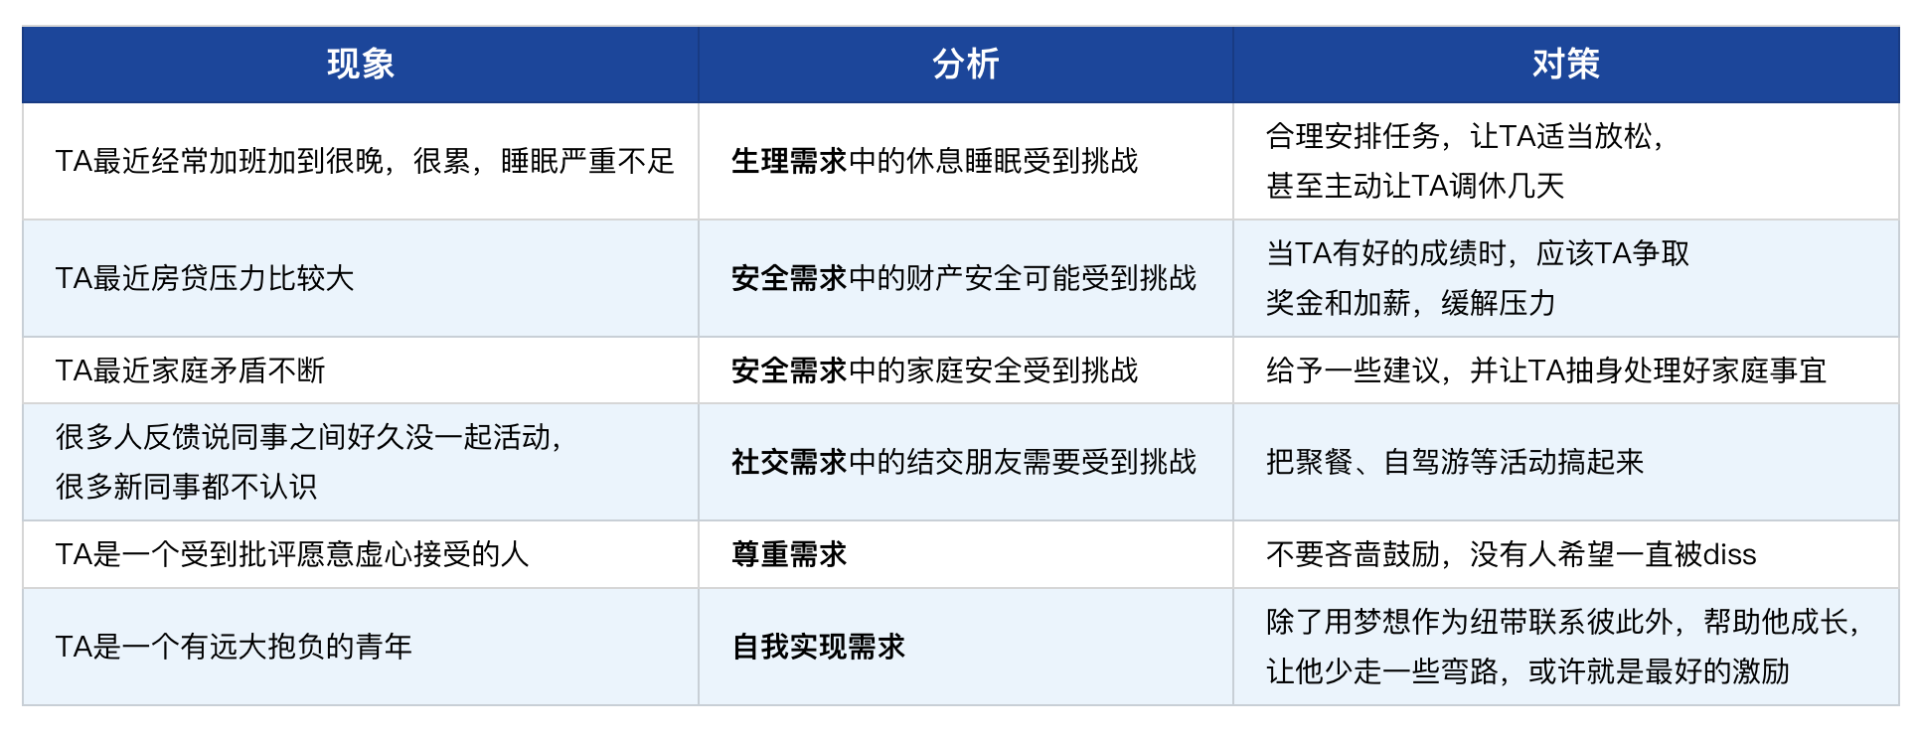 现象
分析
对策
TA最近经常加班加到很晚，很累，睡眠严重不足
生理需求中的休息睡眠受到挑战
合理安排任务，让TA适当放松，
甚至主动让TA调休几天
TA最近房贷压力比较大
安全需求中的财产安全可能受到挑战
当TA有好的成绩时，应该TA争取
奖金和加薪，缓解压力
TA最近家庭矛盾不断
安全需求中的家庭安全受到挑战
给予一些建议，并让TA抽身处理好家庭事宜
很多人反馈说同事之间好久没一起活动，
很多新同事都不认识
社交需求中的结交朋友需要受到挑战
把聚餐、自驾游等活动搞起来
TA是一个受到批评愿意虚心接受的人
尊重需求
不要吝啬鼓励，没有人希望一直被diss
TA是一个有远大抱负的青年
自我实现需求
除了用梦想作为纽带联系彼此外，帮助他成长，
让他少走一些弯路，或许就是最好的激励